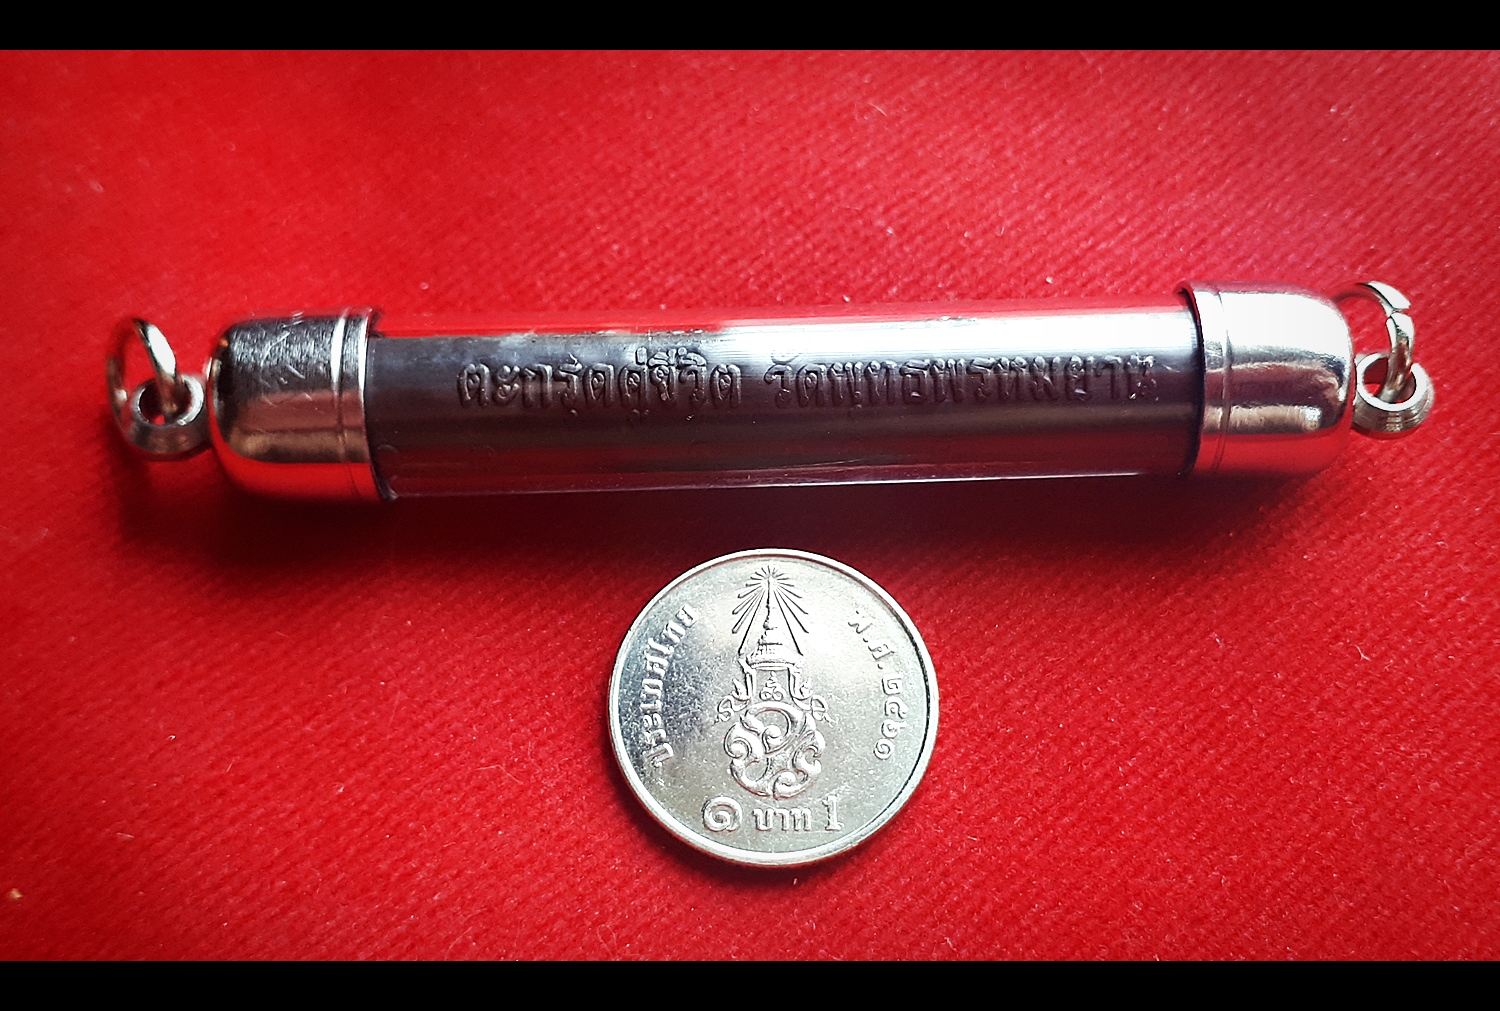 ตะกรุดคู่ชีวิต วัดพุทธพรหมยาน
ประเทศไทย
พ.ศ. ๒๕๖๑
๑ บาท 1